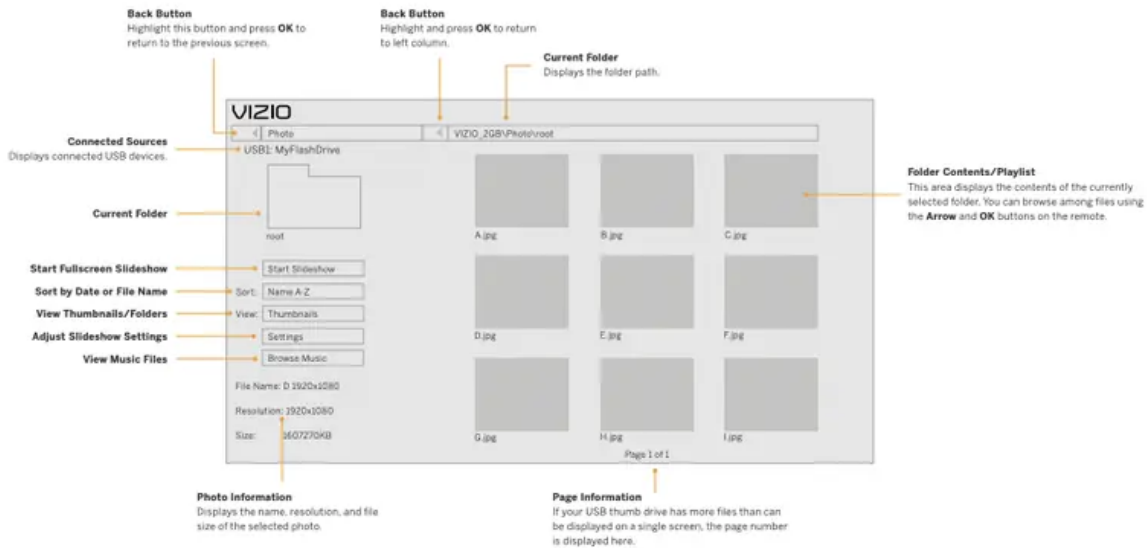 Back Button
Highlight this button and press OK to
return to the previous screen.
Back Button
Highlight and press OK to return
to left column.
Current Folder
Displays the folder path.
VIZIO
Photo
VIZIO_2GB\Photo\root
Connected Sources
Displays connected USB devices.
USB1: MyFlashDrive
Folder Contents/Playlist
This area displays the contents of the currently
selected folder. You can browse among files using
the Arrow and OK buttons on the remote.
Current Folder
root
A.jpg
B.jpg
C.jpg
Start Fullscreen Slideshow
Start Slideshow
Sort by Date or File Name
Sort: Name A-Z
View Thumbnails/Folders
View: Thumbnails
Adjust Slideshow Settings
Settings
D.jpg
E.jpg
F.jpg
View Music Files
Browse Music
File Name: D 1920x1080
Resolution: 1920x1080
Size: 1607270KB
G.jpg
H.jpg
I.jpg
Page 1 of 1
Photo Information
Displays the name, resolution, and file
size of the selected photo.
Page Information
If your USB thumb drive has more files than can
be displayed on a single screen, the page number
is displayed here.